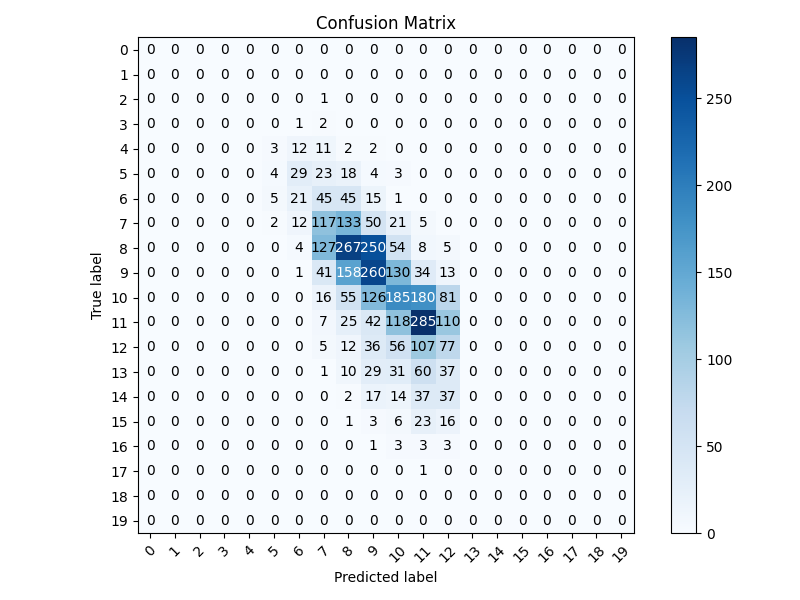 Confusion Matrix
0 0 0 0 0 0 0 0 0 0 0 0 0 0 0 0 0 0 0 0 0
1 0 0 0 0 0 0 0 0 0 0 0 0 0 0 0 0 0 0 0 0
2 0 0 0 0 0 0 0 1 0 0 0 0 0 0 0 0 0 0 0 0
3 0 0 0 0 0 0 1 2 0 0 0 0 0 0 0 0 0 0 0 0
4 0 0 0 0 0 3 12 11 2 2 0 0 0 0 0 0 0 0 0 0
5 0 0 0 0 0 4 29 23 18 4 3 0 0 0 0 0 0 0 0 0
6 0 0 0 0 0 5 21 45 45 15 1 0 0 0 0 0 0 0 0 0
7 0 0 0 0 0 2 12 117 133 50 21 5 0 0 0 0 0 0 0 0
8 0 0 0 0 0 0 4 127 267 250 54 8 5 0 0 0 0 0 0 0
9 0 0 0 0 0 0 1 41 158 260 130 34 13 0 0 0 0 0 0 0
10 0 0 0 0 0 0 0 16 55 126 185 180 81 0 0 0 0 0 0 0
11 0 0 0 0 0 0 0 7 25 42 118 285 110 0 0 0 0 0 0 0
12 0 0 0 0 0 0 0 5 12 36 56 107 77 0 0 0 0 0 0 0
13 0 0 0 0 0 0 0 1 10 29 31 60 37 0 0 0 0 0 0 0
14 0 0 0 0 0 0 0 0 2 17 14 37 37 0 0 0 0 0 0 0
15 0 0 0 0 0 0 0 0 1 3 6 23 16 0 0 0 0 0 0 0
16 0 0 0 0 0 0 0 0 0 1 3 3 3 0 0 0 0 0 0 0
17 0 0 0 0 0 0 0 0 0 0 0 1 0 0 0 0 0 0 0 0
18 0 0 0 0 0 0 0 0 0 0 0 0 0 0 0 0 0 0 0 0
19 0 0 0 0 0 0 0 0 0 0 0 0 0 0 0 0 0 0 0 0
0 1 2 3 4 5 6 7 8 9 10 11 12 13 14 15 16 17 18 19
Predicted label
True label
250
200
150
100
50
0